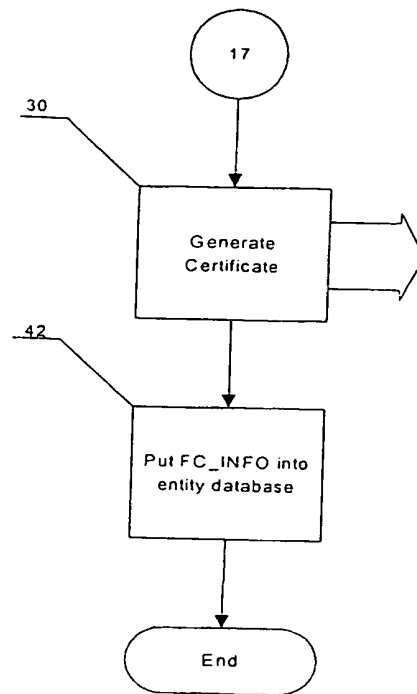 17
30
Generate
Certificate
42
Put FC_INFO into
entity database
End